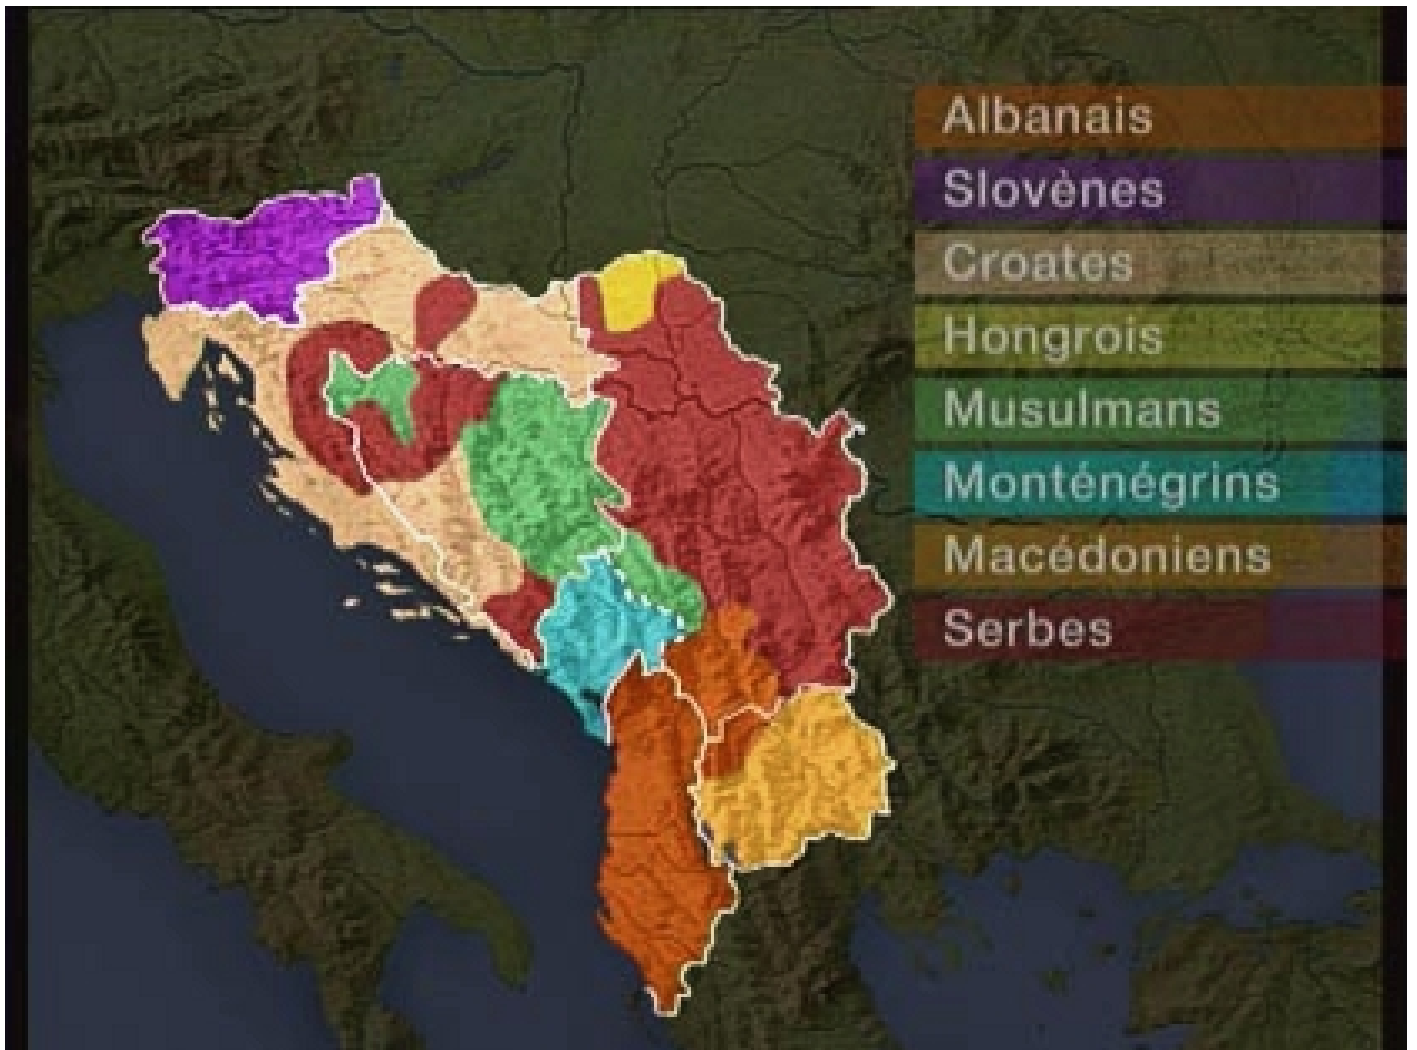 Albanais
Slovènes
Croates
Hongrois
Musulmans
Monténégrins
Macédoniens
Serbes